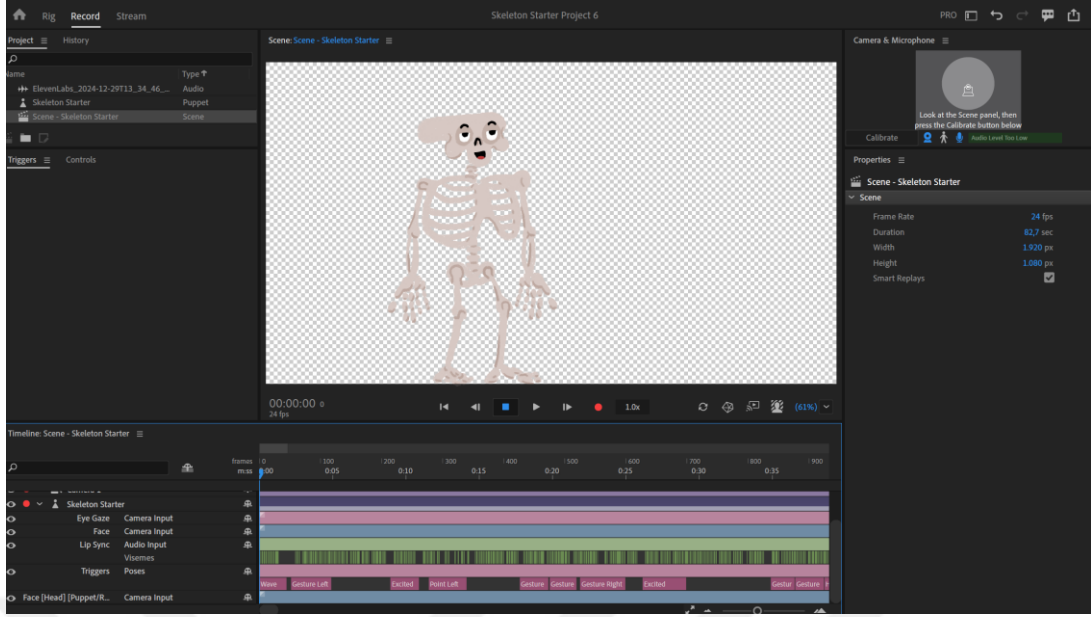 Rig Record Stream
Skeleton Starter Project 6
PRO
Project History
Name Type
ElevenLabs_2024-12-29T13_34_46_... Audio
Skeleton Starter Puppet
Scene - Skeleton Starter Scene
Triggers Controls
Scene: Scene - Skeleton Starter
00:00:00 0
24 fps
1.0x
(61%)
Camera & Microphone
Look at the Scene panel, then
press the Calibrate button below
Calibrate
Audio Level Too Low
Properties
Scene - Skeleton Starter
Scene
Frame Rate 24 fps
Duration 82,7 sec
Width 1.920 px
Height 1.080 px
Smart Replays
Timeline: Scene - Skeleton Starter
frames 0 100 200 300 400 500 600 700 800 900
m:ss 0:00 0:05 0:10 0:15 0:20 0:25 0:30 0:35
Skeleton Starter
Eye Gaze Camera Input
Face Camera Input
Lip Sync Audio Input
Visemes
Triggers Poses
Wave Gesture Left Excited Point Left Gesture Gesture Gesture Right Excited Gestur Gesture H
Face [Head] [Puppet/R... Camera Input